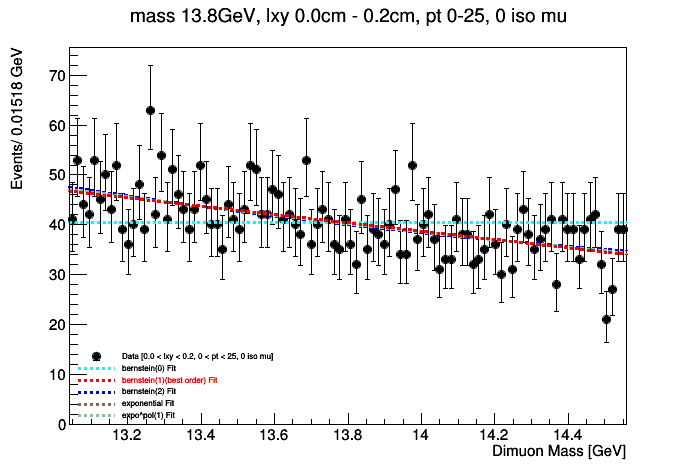 mass 13.8GeV, lxy 0.0cm - 0.2cm, pt 0-25, 0 iso mu
Events/ 0.01518 GeV
70
60
50
40
30
20
10
0
Data [0.0 < lxy < 0.2, 0 < pt < 25, 0 iso mu]
bernstein(0) Fit
bernstein(1)(best order) Fit
bernstein(2) Fit
exponential Fit
expo*pol(1) Fit
13.2 13.4 13.6 13.8 14 14.2 14.4
Dimuon Mass [GeV]